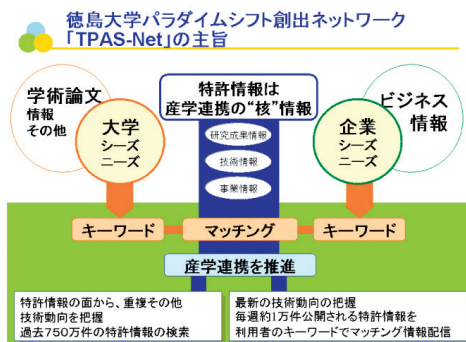 徳島大学パラダイムシフト創出ネットワーク
「TPAS-Net」の主旨
学術論文
情報
その他
大学
シーズ
ニーズ
特許情報は
産学連携の“核”情報
研究成果情報
技術情報
事業情報
企業
シーズ
ニーズ
ビジネス
情報
キーワード
マッチング
キーワード
産学連携を推進
特許情報の面から、重複その他
技術動向を把握
過去750万件の特許情報の検索
最新の技術動向の把握
毎週約1万件公開される特許情報を
利用者のキーワードでマッチング情報配信